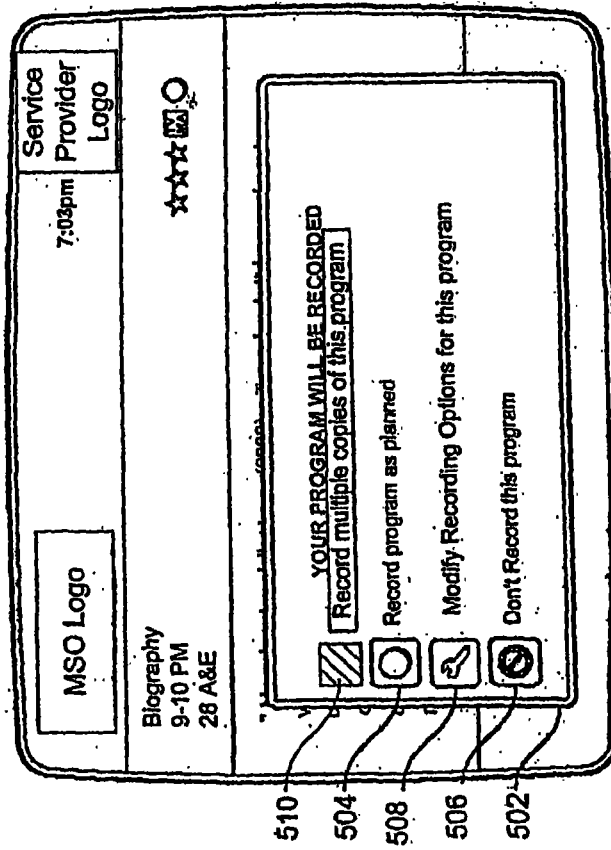 MSO Logo
7:03pm
Service
Provider
Logo
Biography
9-10 PM
28 A&E
TV
MA
YOUR PROGRAM WILL BE RECORDED
Record multiple copies of this program
Record program as planned
Modify Recording Options for this program
Don't Record this program
510
504
508
506
502